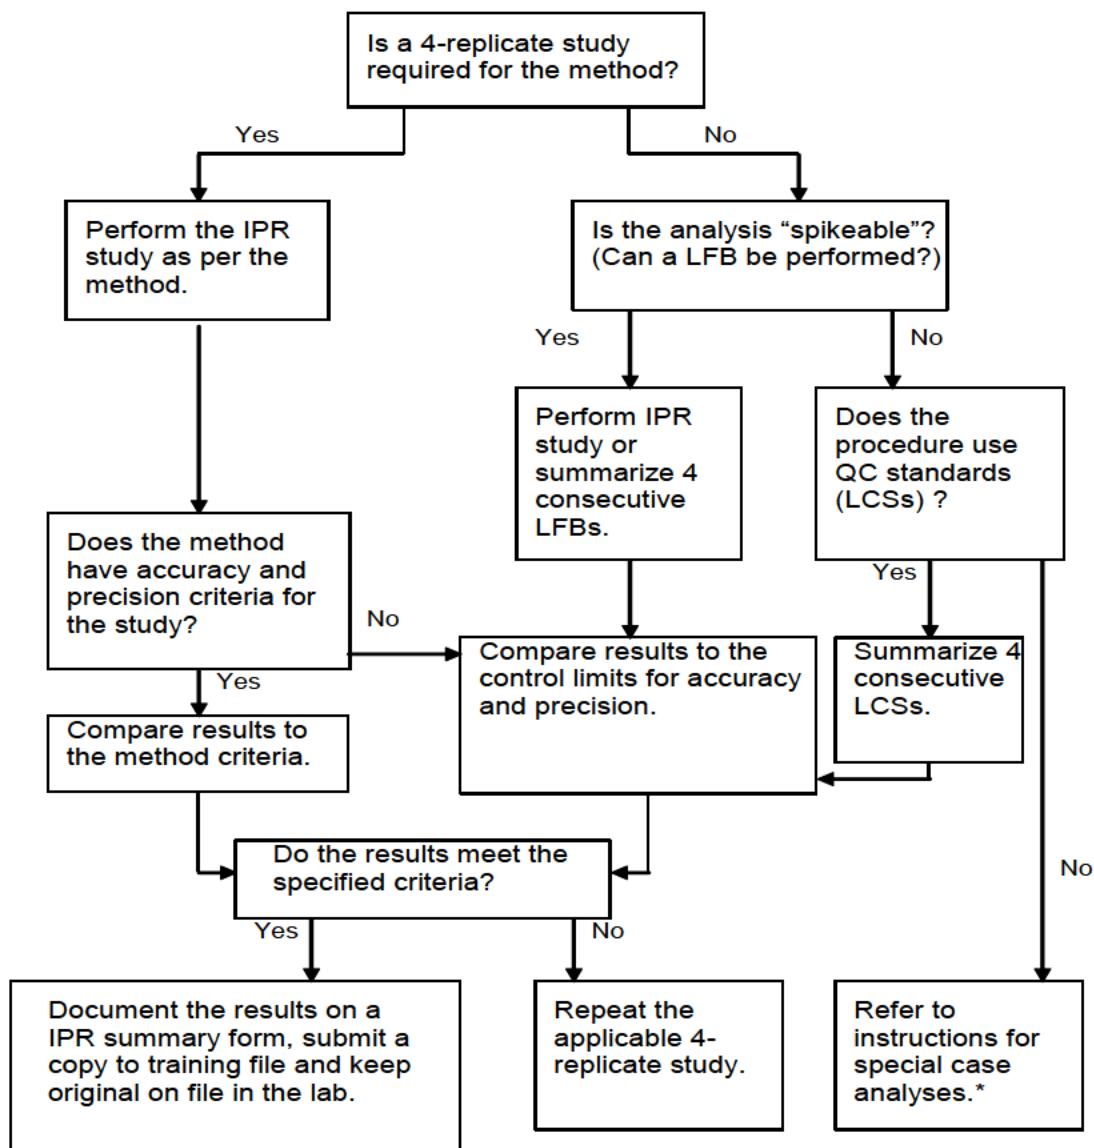 Is a 4-replicate study
required for the method?
Yes
No
Perform the IPR
study as per the
method.
Is the analysis “spikeable”?
(Can a LFB be performed?)
Yes
No
Perform IPR
study or
summarize 4
consecutive
LFBs.
Does the
procedure use
QC standards
(LCSs) ?
Does the method
have accuracy and
precision criteria for
the study?
No
Yes
Yes
Compare results to the
control limits for accuracy
and precision.
Summarize 4
consecutive
LCSs.
Compare results to
the method criteria.
Do the results meet the
specified criteria?
No
Yes
No
Document the results on a
IPR summary form, submit a
copy to training file and keep
original on file in the lab.
Repeat the
applicable 4-
replicate study.
Refer to
instructions for
special case
analyses.*